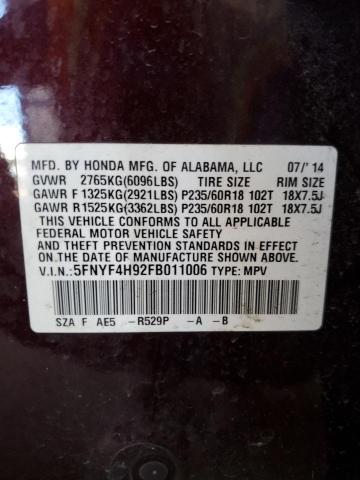 MFD. BY HONDA MFG. OF ALABAMA, LLC 07/'14
GVWR 2765KG(6096LBS) TIRE SIZE RIM SIZE
GAWR F 1325KG(2921LBS) P235/60R18 102T 18X7.5J
GAWR R1525KG(3362LBS) P235/60R18 102T 18X7.5J
THIS VEHICLE CONFORMS TO ALL APPLICABLE
FEDERAL MOTOR VEHICLE SAFETY
AND THEFT PREVENTION STANDARDS IN EFFECT
ON THE DATE OF MANUFACTURE SHOWN ABOVE.
V.I.N.: 5FNYF4H92FB011006 TYPE: MPV
SZA F AE5 -R529P -A -B